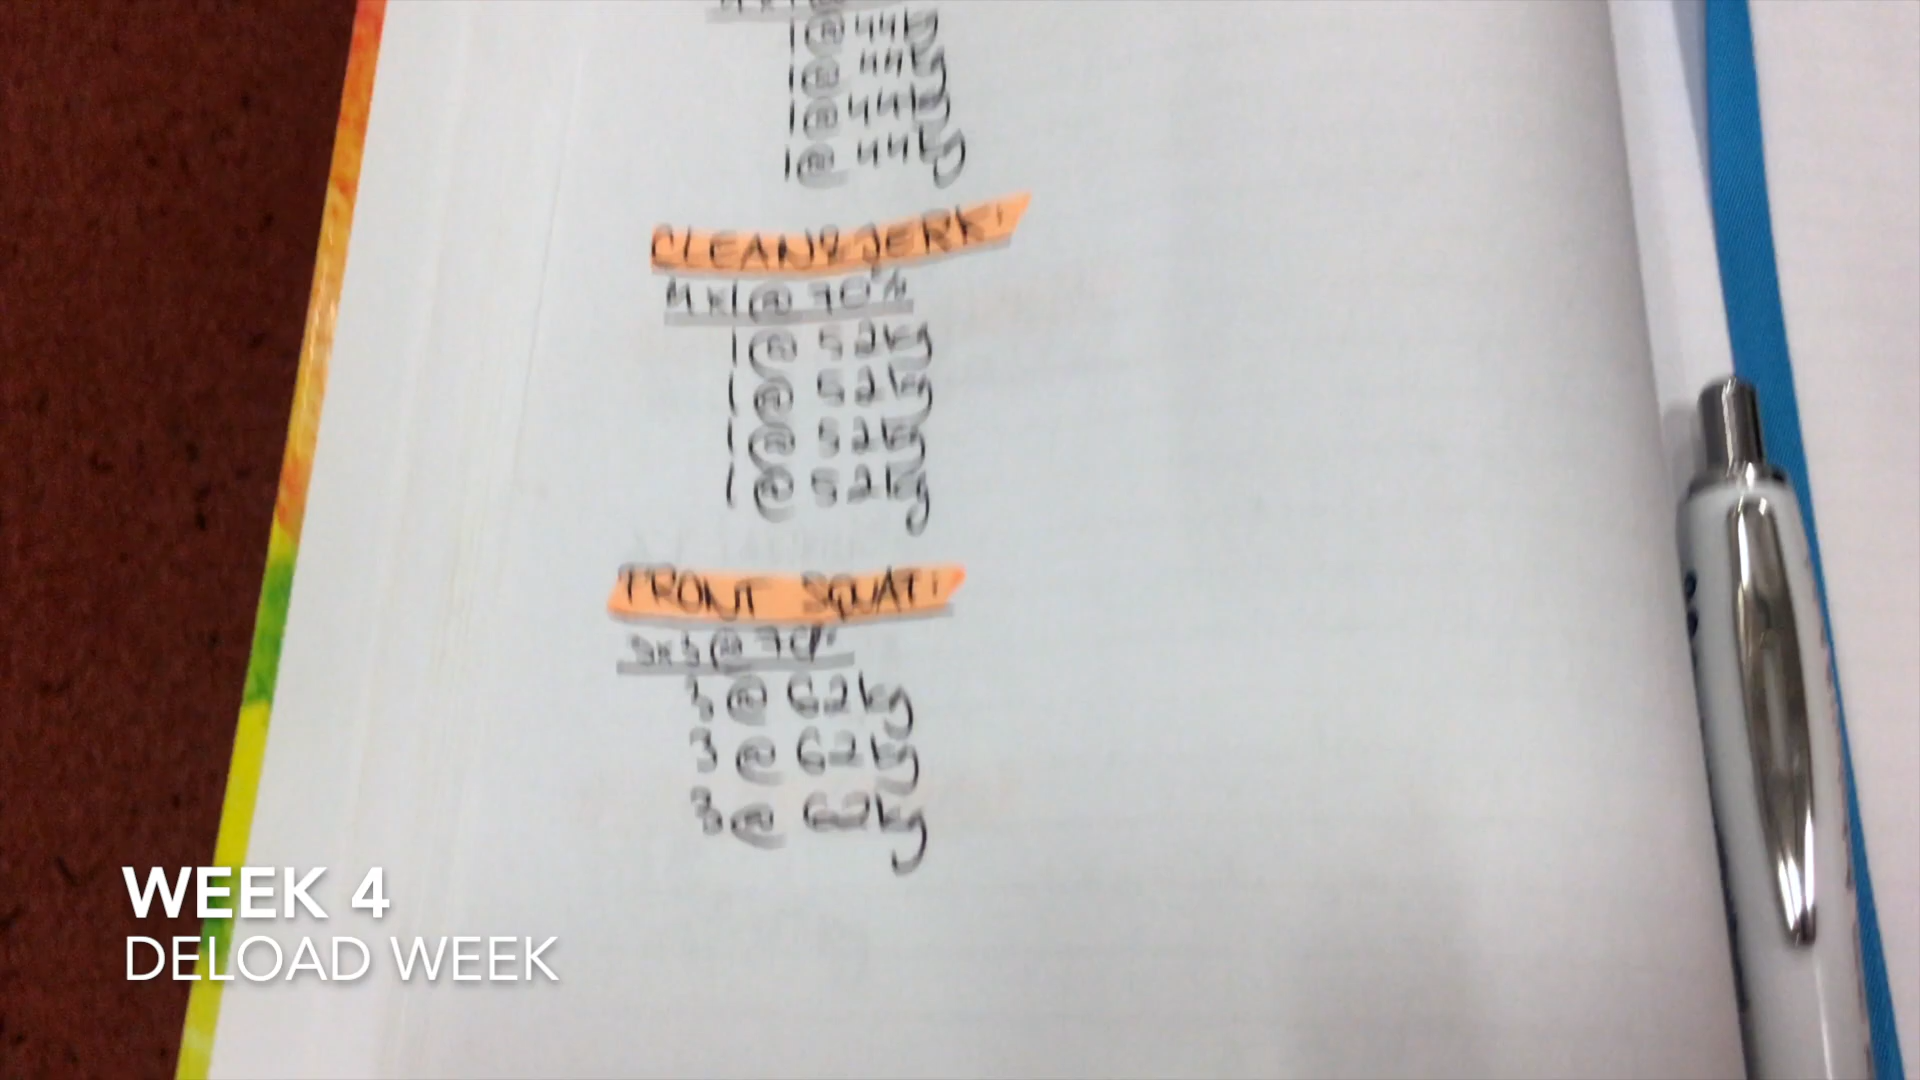 1@44kg
1@ 44kg
1@44kg
1@ 44kg
CLEAN & JERK:
4x1@ 70%
1@ 52kg
1@ 52kg
1@ 52kg
1@ 52kg
FRONT SQUAT:
3x3@ 70%
3 @ 62kg
3 @ 62kg
3@ 62kg
WEEK 4
DELOAD WEEK